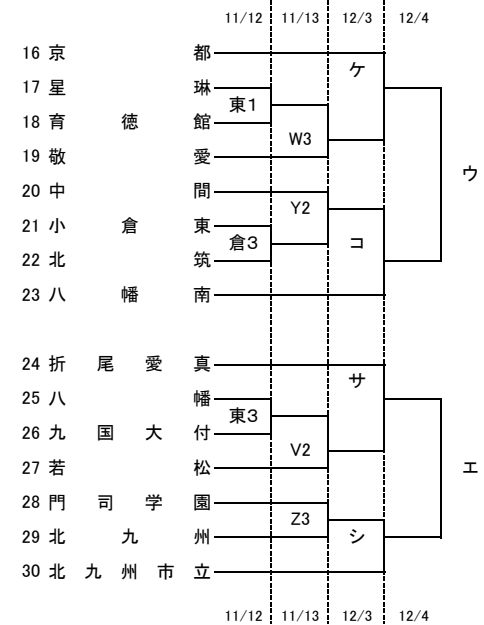 11/12 11/13 12/3 12/4
16 京都
ケ
17 星琳
東1
18 育徳館
W3
19 敬愛
ウ
20 中間
Y2
21 小倉東
倉3 コ
22 北筑
23 八幡南
24 折尾愛真
サ
25 八幡
東3
26 九国大付
V2
27 若松
エ
28 門司学園
Z3
29 北九州
シ
30 北九州市立
11/12 11/13 12/3 12/4